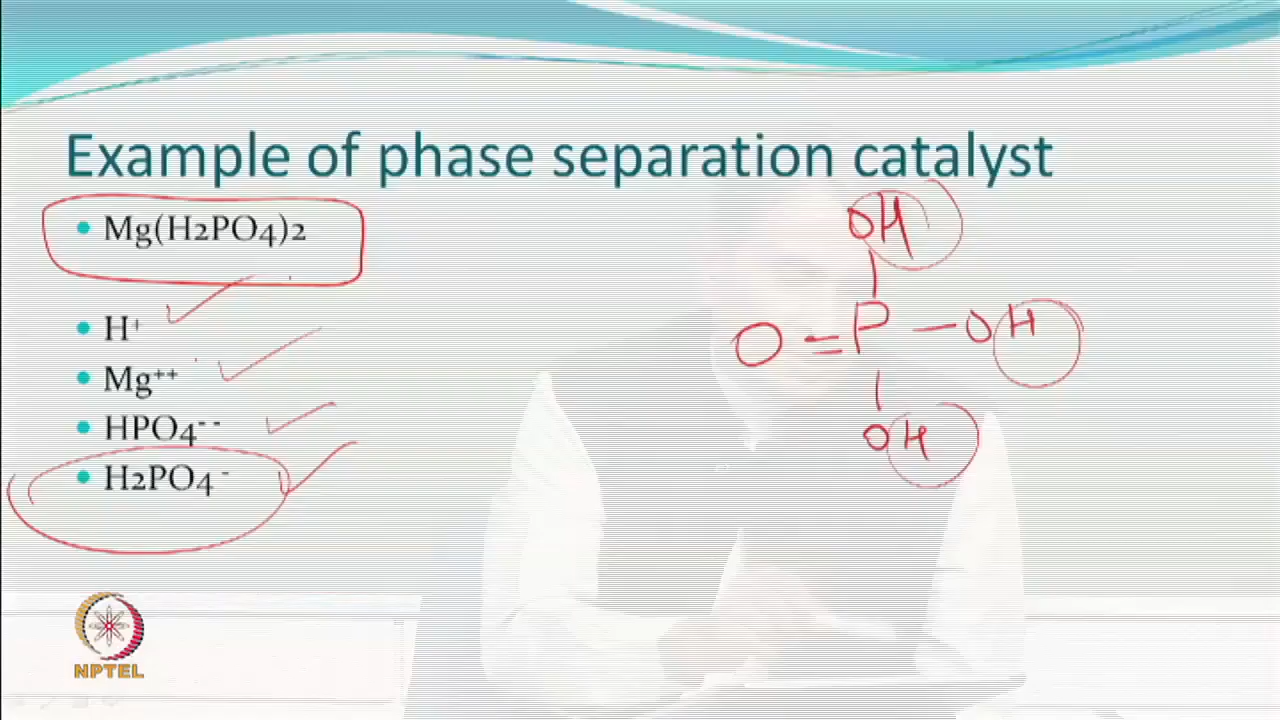 Example of phase separation catalyst
• Mg(H2PO4)2
• H+
• Mg++
• HPO4--
• H2PO4-
OH
O=P-OH
OH
NPTEL